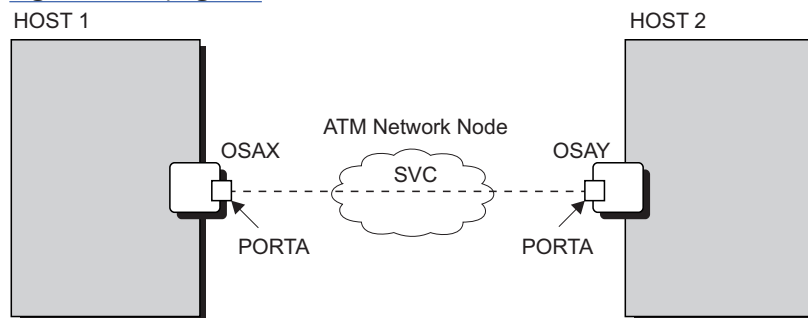 HOST 1
HOST 2
ATM Network Node
OSAX
OSAY
SVC
PORTA
PORTA